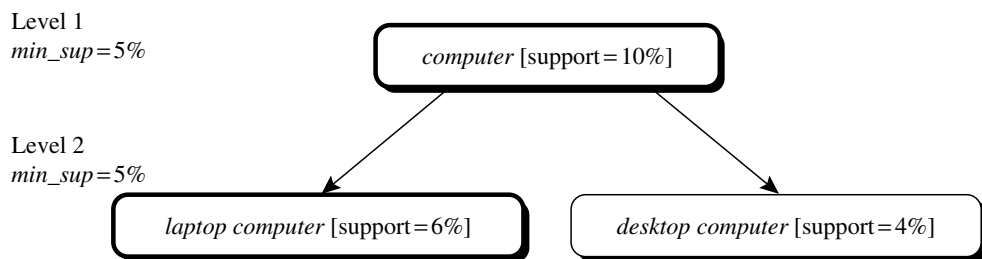 Level 1
min_sup=5%
computer [support=10%]
Level 2
min_sup=5%
laptop computer [support=6%]
desktop computer [support=4%]